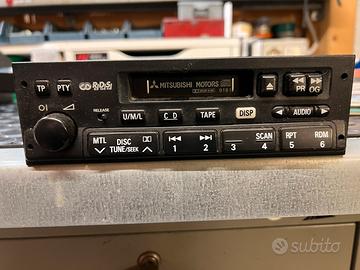 R.D.S
MITSUBISHI MOTORS
TP PTY
PR OG
RELEASE
U/M/L CD TAPE DISP AUDIO
MTL DISC SCAN RPT RDM
TUNE/SEEK 1 2 3 4 5 6
subito